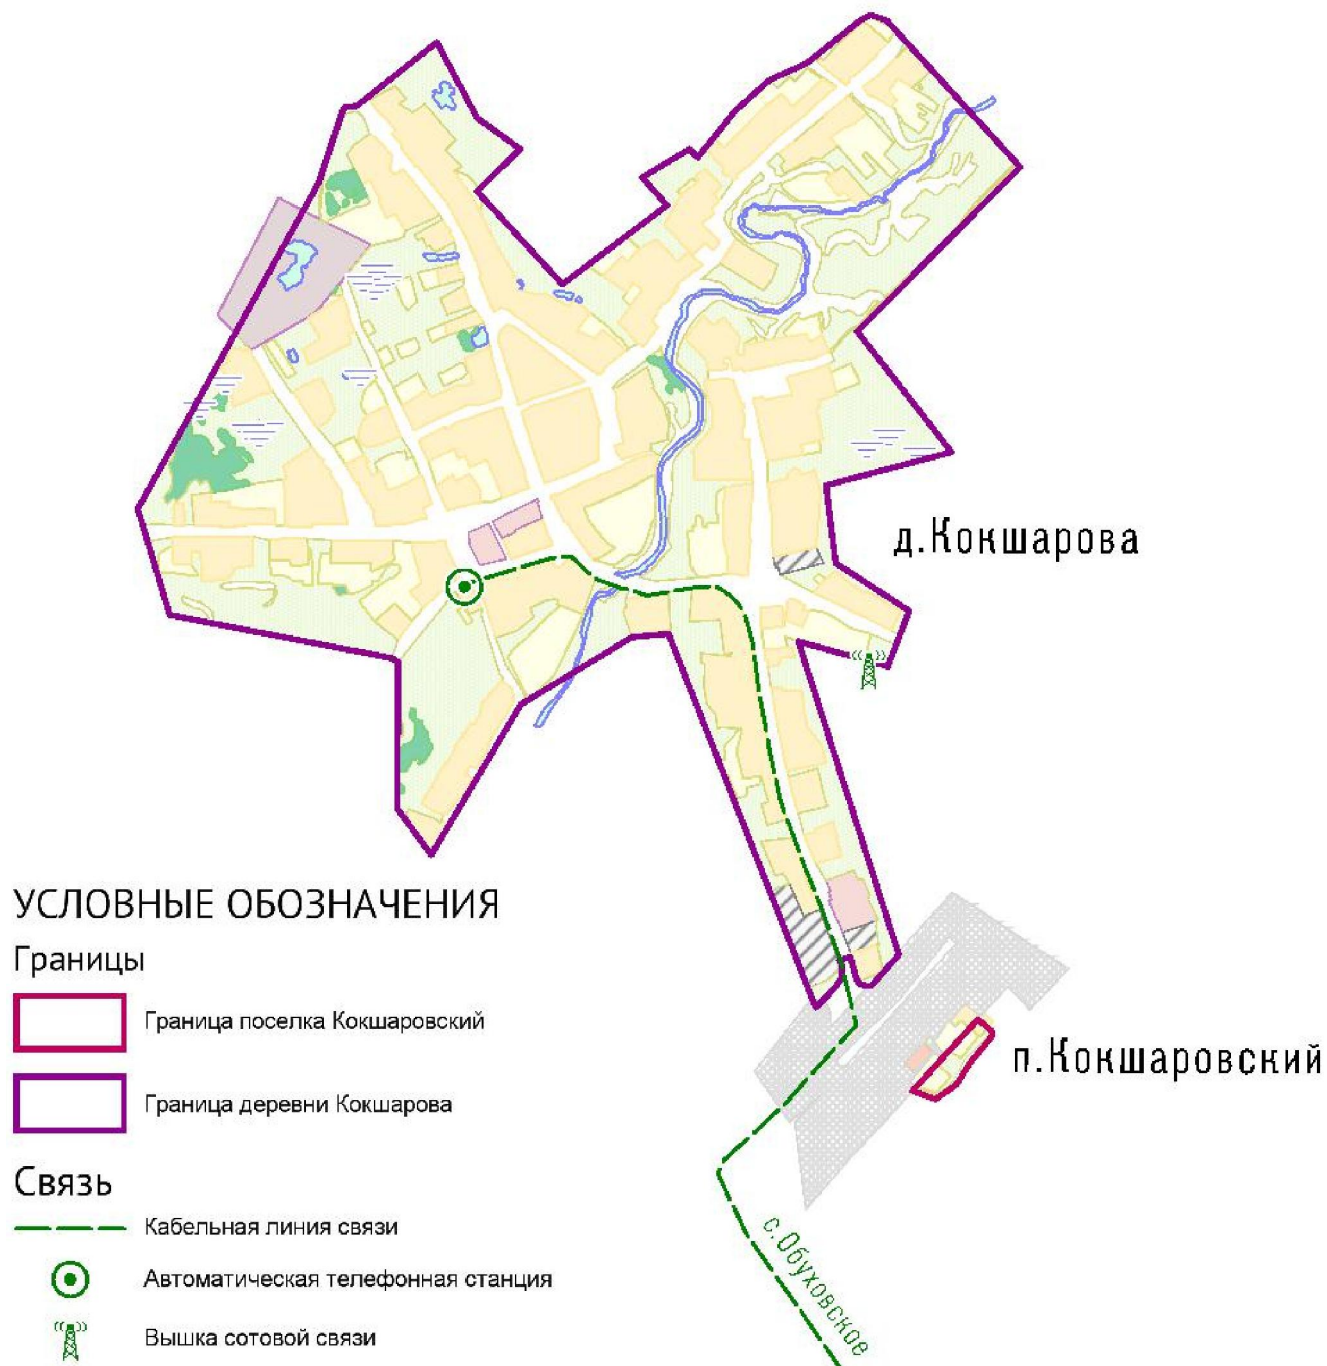 д.Кокшарова
УСЛОВНЫЕ ОБОЗНАЧЕНИЯ
Границы
Граница поселка Кокшаровский
п.Кокшаровский
Граница деревни Кокшарова
Связь
Кабельная линия связи
с.Обуховское
Автоматическая телефонная станция
Вышка сотовой связи